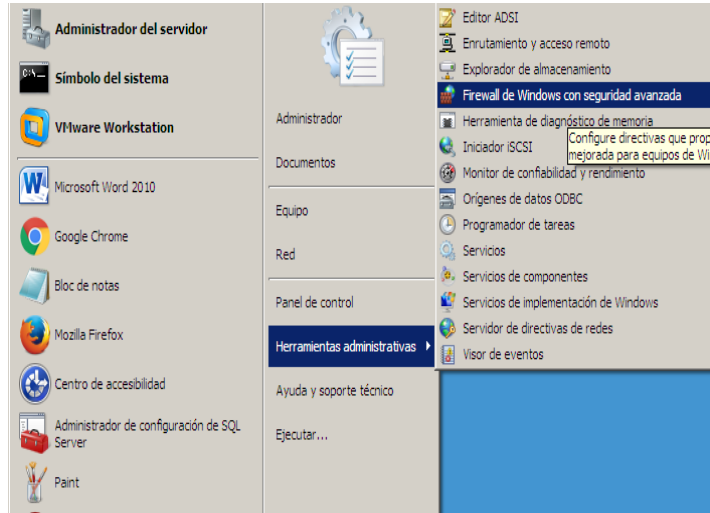 Administrador del servidor
Símbolo del sistema
VMware Workstation
Microsoft Word 2010
Google Chrome
Bloc de notas
Mozilla Firefox
Centro de accesibilidad
Administrador de configuración de SQL
Server
Paint
Administrador
Documentos
Equipo
Red
Panel de control
Herramientas administrativas
Ayuda y soporte técnico
Ejecutar...
Editor ADSI
Enrutamiento y acceso remoto
Explorador de almacenamiento
Firewall de Windows con seguridad avanzada
Herramienta de diagnóstico de memoria
Configure directivas que prop
mejorada para equipos de Wi
Iniciador iSCSI
Monitor de confiabilidad y rendimiento
Orígenes de datos ODBC
Programador de tareas
Servicios
Servicios de componentes
Servicios de implementación de Windows
Servidor de directivas de redes
Visor de eventos